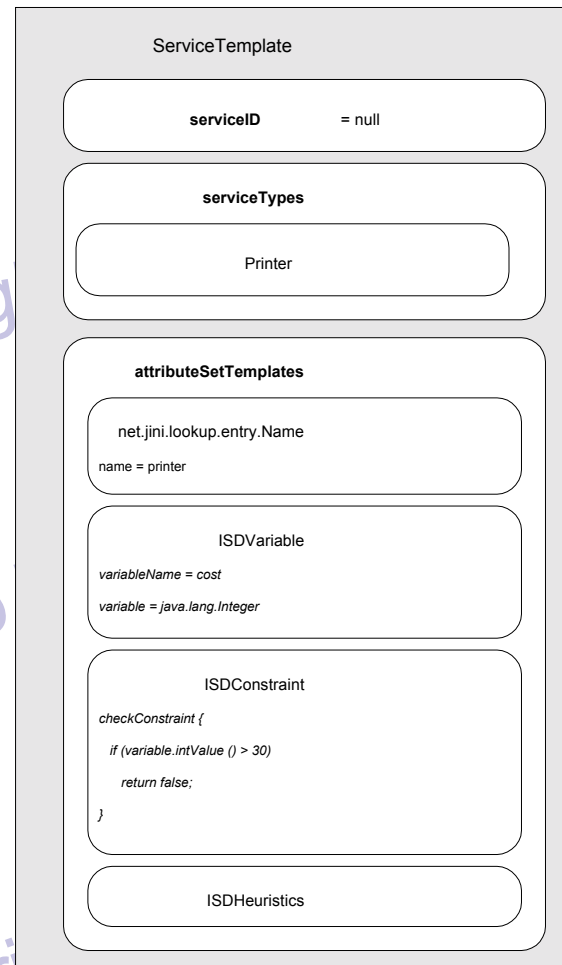 ServiceTemplate
serviceID = null
serviceTypes
Printer
attributeSetTemplates
net.jini.lookup.entry.Name
name = printer
ISDVariable
variableName = cost
variable = java.lang.Integer
ISDConstraint
checkConstraint {
if (variable.intValue () > 30)
return false;
}
ISDHeuristics